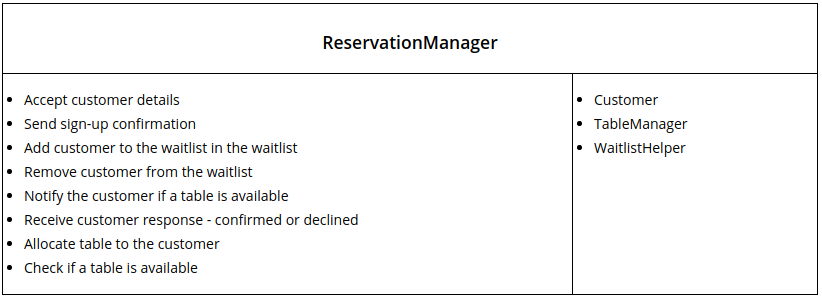 ReservationManager
Accept customer details
Send sign-up confirmation
Add customer to the waitlist in the waitlist
Remove customer from the waitlist
Notify the customer if a table is available
Receive customer response - confirmed or declined
Allocate table to the customer
Check if a table is available
Customer
TableManager
WaitlistHelper